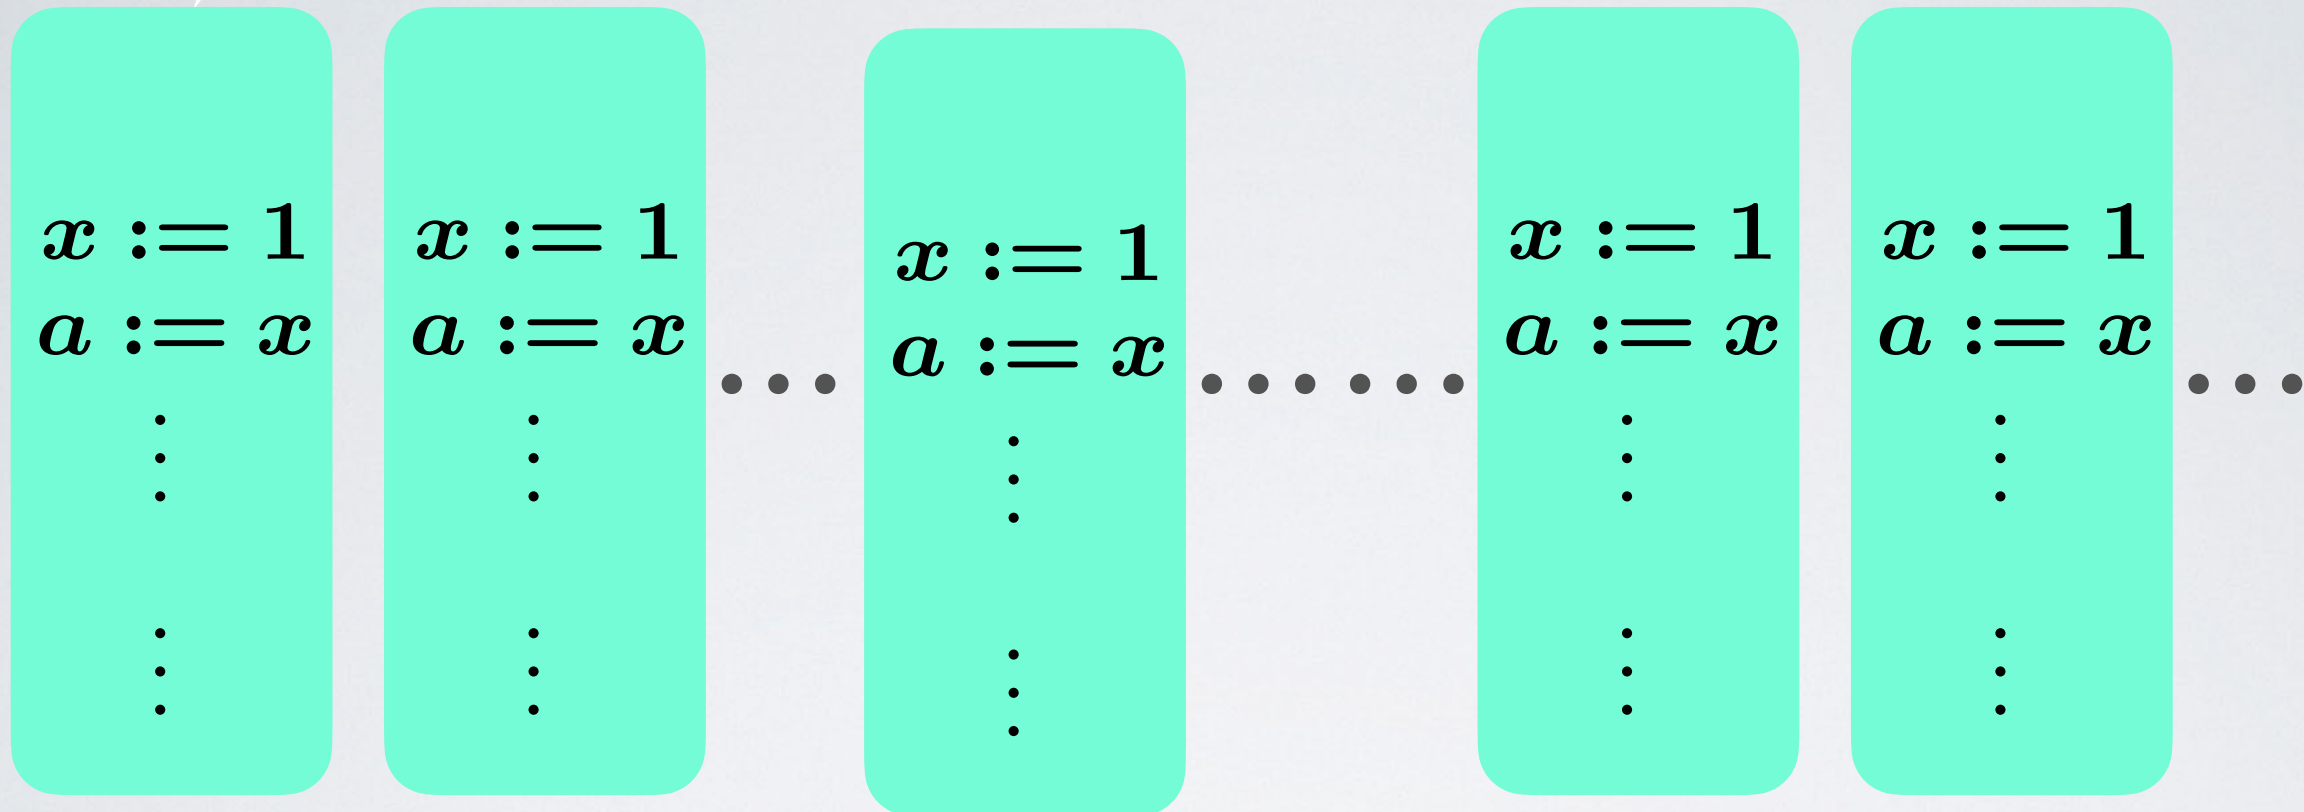 x := 1
a := x
⋮
⋮
x := 1
a := x
⋮
⋮
...
x := 1
a := x
⋮
⋮
... ...
x := 1
a := x
⋮
⋮
x := 1
a := x
⋮
⋮
...